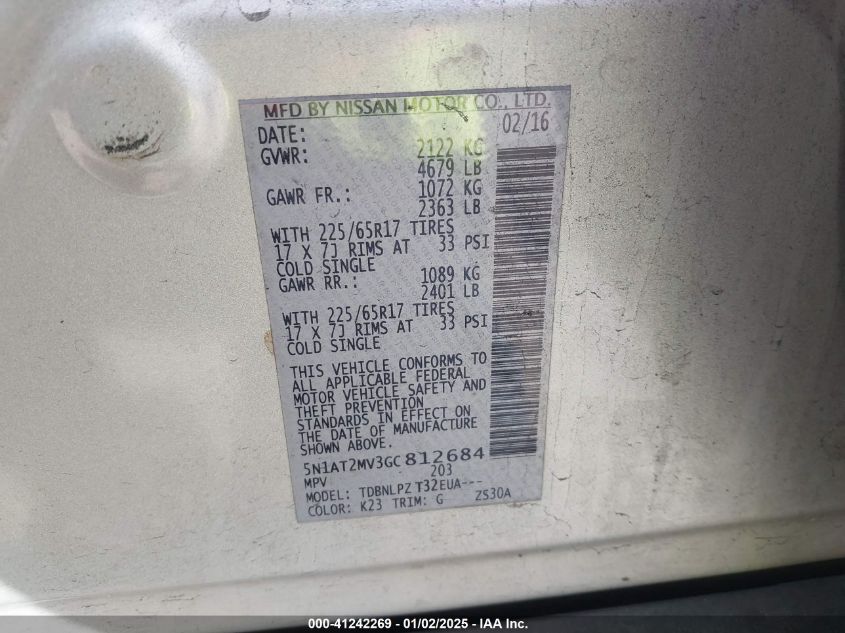 MFD BY NISSAN MOTOR CO., LTD.
DATE: 02/16
GVWR: 2122 KG
4679 LB
GAWR FR.: 1072 KG
2363 LB
WITH 225/65R17 TIRES
17 X 7J RIMS AT 33 PSI
COLD SINGLE
GAWR RR.: 1089 KG
2401 LB
WITH 225/65R17 TIRES
17 X 7J RIMS AT 33 PSI
COLD SINGLE
THIS VEHICLE CONFORMS TO
ALL APPLICABLE FEDERAL
MOTOR VEHICLE SAFETY AND
THEFT PREVENTION
STANDARDS IN EFFECT ON
THE DATE OF MANUFACTURE
SHOWN ABOVE.
5N1AT2MV3GC812684
MPV 203
MODEL: TDBNLPZ T32EUA---
COLOR: K23 TRIM: G ZS30A
000-41242269 - 01/02/2025 - IAA Inc.